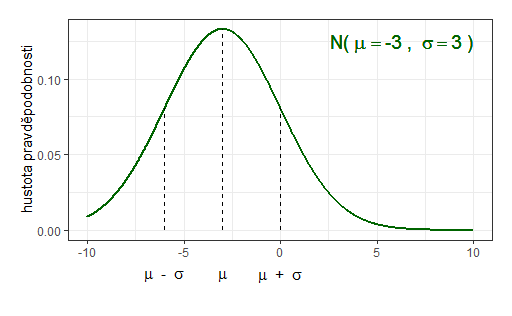 N( μ = -3 , σ = 3 )
hustota pravděpodobnosti
0.10
0.05
0.00
-10 -5 0 5 10
μ - σ μ μ + σ